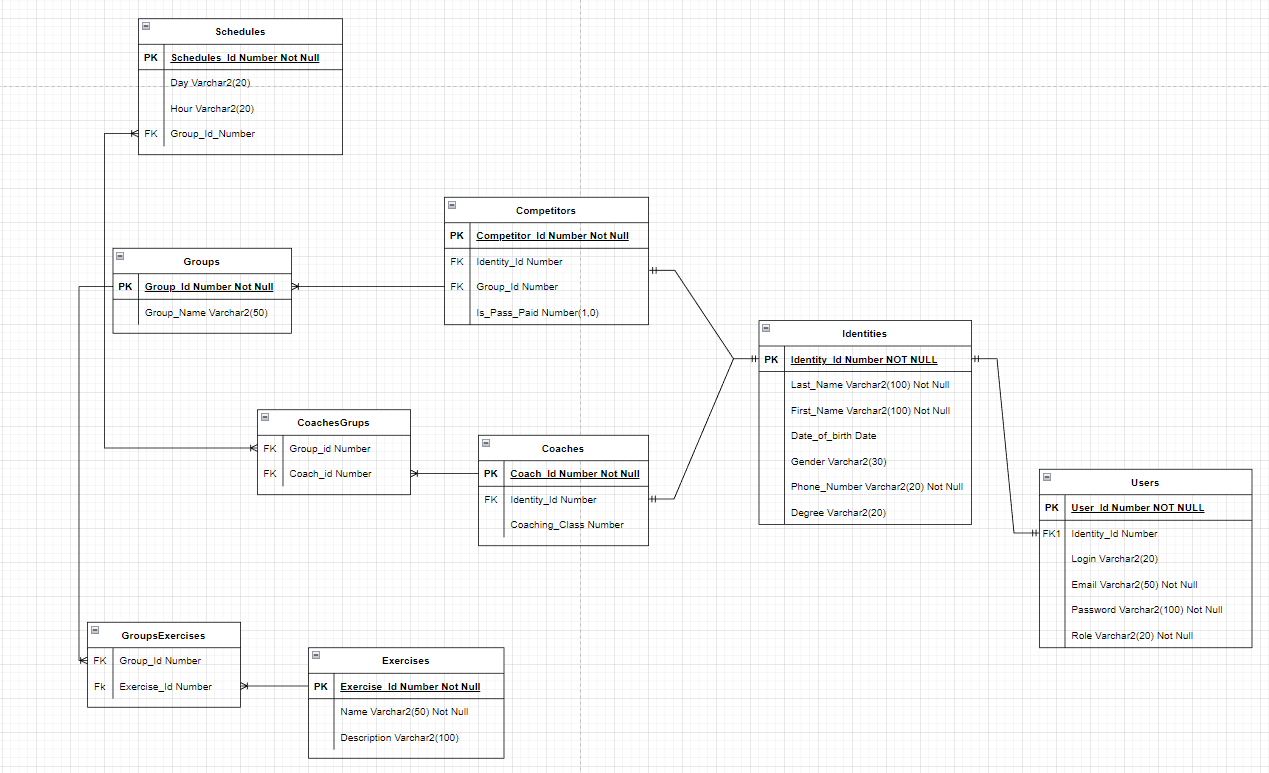 Schedules
PK Schedules_Id Number Not Null
Day Varchar2(20)
Hour Varchar2(20)
FK Group_Id_Number
Competitors
PK Competitor_Id Number Not Null
FK Identity_Id Number
FK Group_Id Number
Is_Pass_Paid Number(1,0)
Groups
PK Group_Id Number Not Null
Group_Name Varchar2(50)
Identities
PK Identity_Id Number NOT NULL
Last_Name Varchar2(100) Not Null
First_Name Varchar2(100) Not Null
Date_of_birth Date
Gender Varchar2(30)
Phone_Number Varchar2(20) Not Null
Degree Varchar2(20)
CoachesGrups
FK Group_id Number
FK Coach_id Number
Coaches
PK Coach_Id Number Not Null
FK Identity_Id Number
Coaching_Class Number
Users
PK User_Id Number NOT NULL
FK1 Identity_Id Number
Login Varchar2(20)
Email Varchar2(50) Not Null
Password Varchar2(100) Not Null
Role Varchar2(20) Not Null
GroupsExercises
FK Group_Id Number
Fk Exercise_Id Number
Exercises
PK Exercise_Id Number Not Null
Name Varchar2(50) Not Null
Description Varchar2(100)